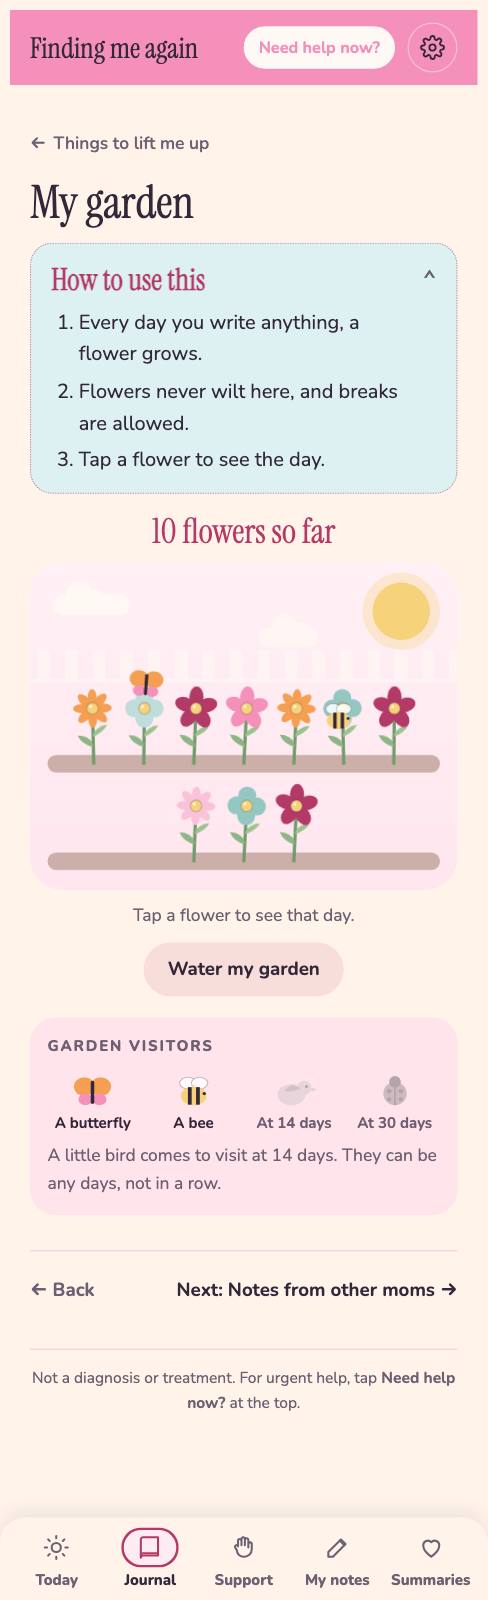 Finding me again
Need help now?
← Things to lift me up
My garden
How to use this
1. Every day you write anything, a
flower grows.
2. Flowers never wilt here, and breaks
are allowed.
3. Tap a flower to see the day.
10 flowers so far
Tap a flower to see that day.
Water my garden
GARDEN VISITORS
A butterfly
A bee
At 14 days
At 30 days
A little bird comes to visit at 14 days. They can be
any days, not in a row.
← Back
Next: Notes from other moms →
Not a diagnosis or treatment. For urgent help, tap Need help
now? at the top.
Today
Journal
Support
My notes
Summaries